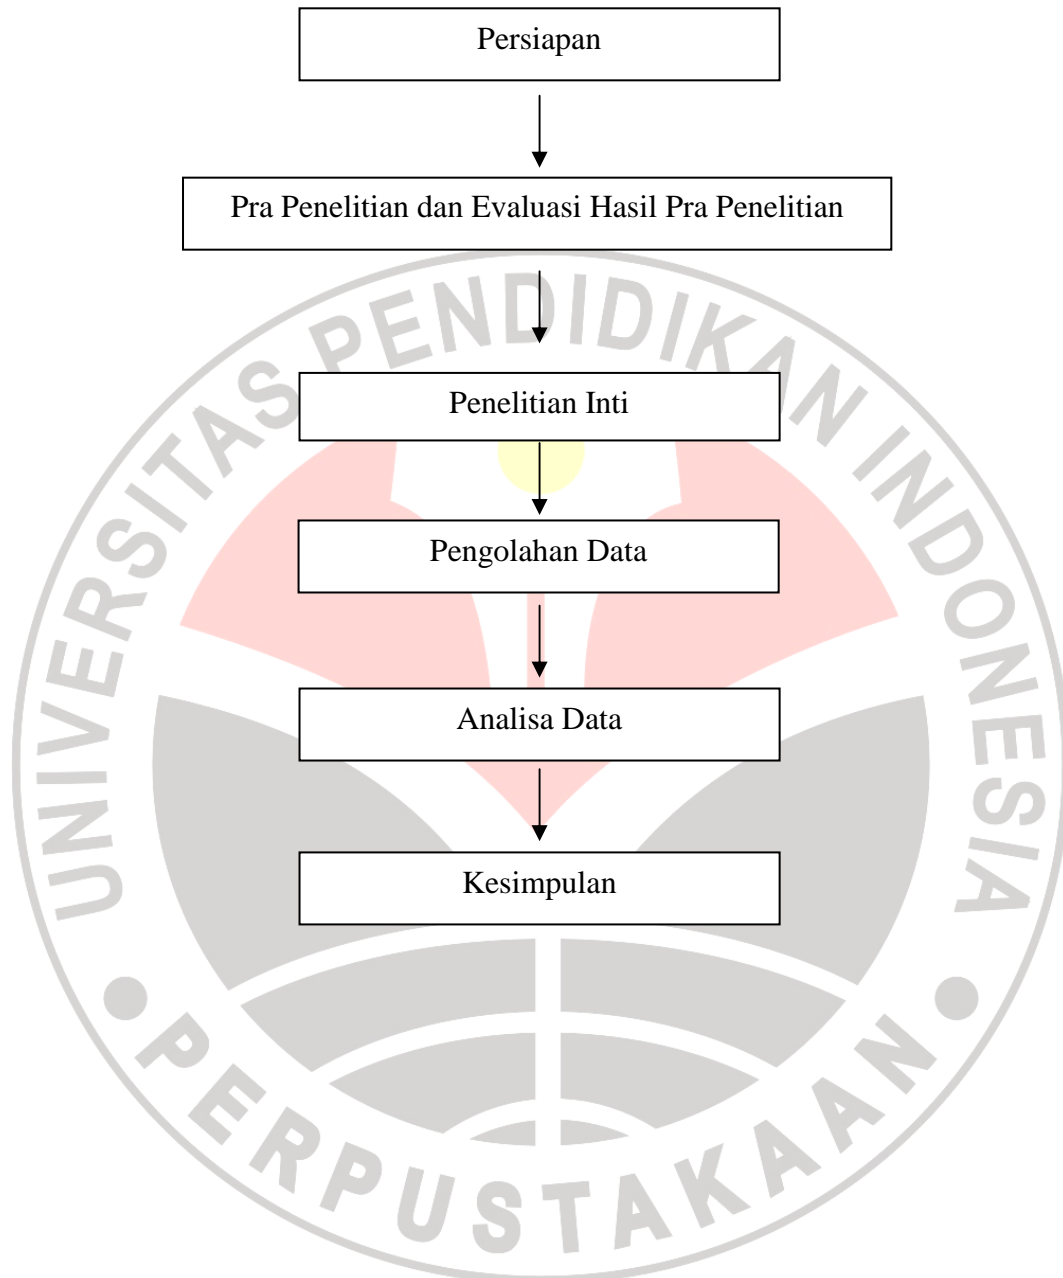 Persiapan
Pra Penelitian dan Evaluasi Hasil Pra Penelitian
Penelitian Inti
Pengolahan Data
Analisa Data
Kesimpulan
UNIVERSITAS PENDIDIKAN INDONESIA
PERPUSTAKAAN